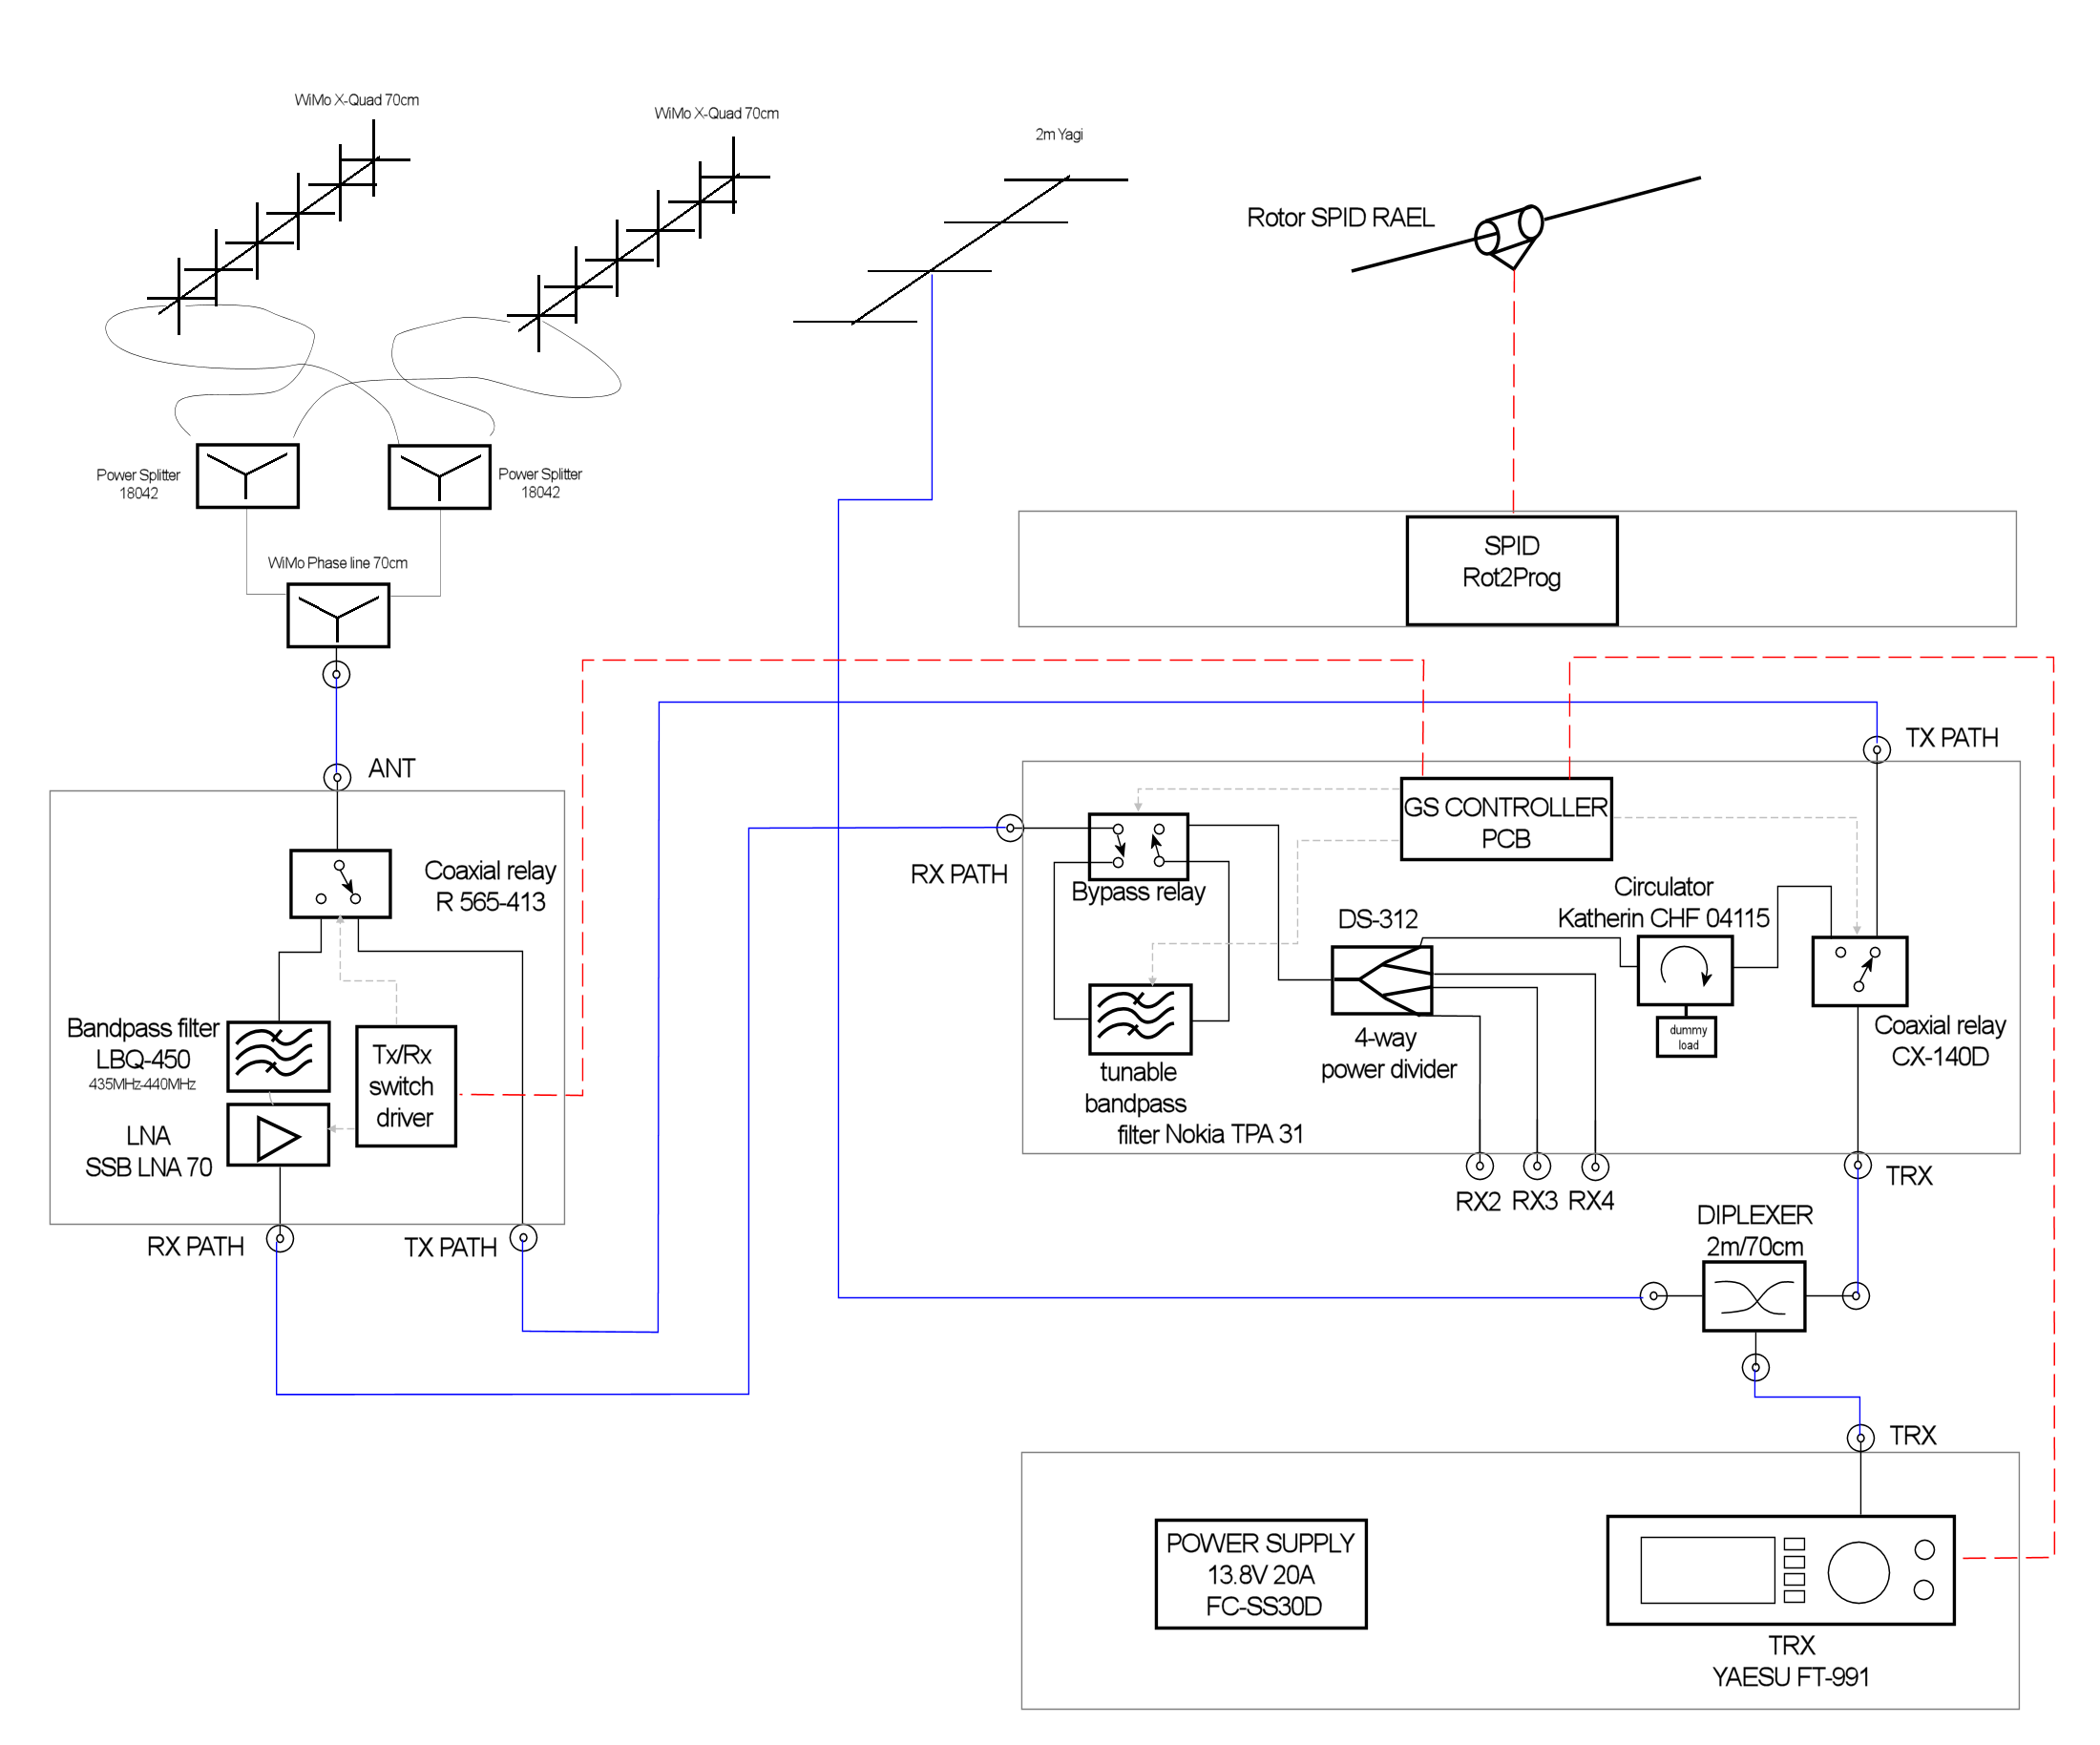 WiMo X-Quad 70cm
WiMo X-Quad 70cm
2m Yagi
Rotor SPID RAEL
Power Splitter
18042
Power Splitter
18042
SPID
Rot2Prog
WiMo Phase line 70cm
ANT
TX PATH
GS CONTROLLER
PCB
RX PATH
Bypass relay
Coaxial relay
R 565-413
Circulator
Katherin CHF 04115
DS-312
Bandpass filter
LBQ-450
435MHz-440MHz
Tx/Rx
switch
driver
dummy
load
Coaxial relay
CX-140D
4-way
power divider
tunable
bandpass
filter Nokia TPA 31
LNA
SSB LNA 70
RX2
RX3
RX4
TRX
RX PATH
TX PATH
DIPLEXER
2m/70cm
TRX
POWER SUPPLY
13.8V 20A
FC-SS30D
TRX
YAESU FT-991